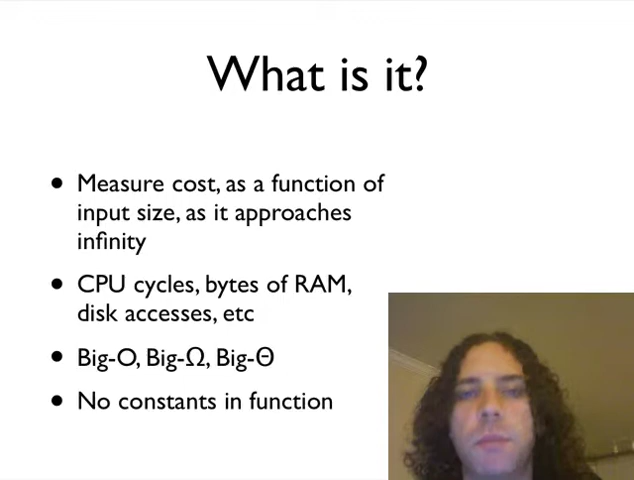 What is it?
• Measure cost, as a function of
input size, as it approaches
infinity
• CPU cycles, bytes of RAM,
disk accesses, etc
• Big-O, Big-Ω, Big-Θ
• No constants in function